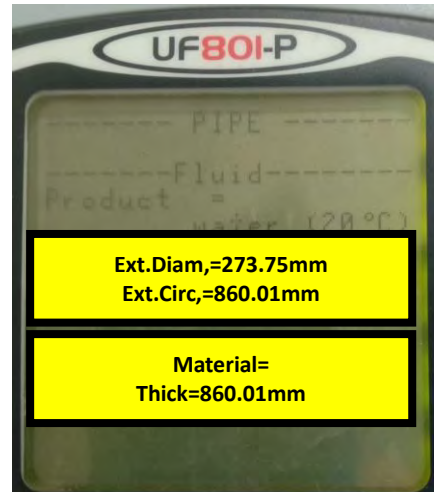 UF801-P
------- PIPE -------
-------Fluid--------
Product =
water (20°C)
Ext.Diam,=273.75mm
Ext.Circ,=860.01mm
Material=
Thick=860.01mm